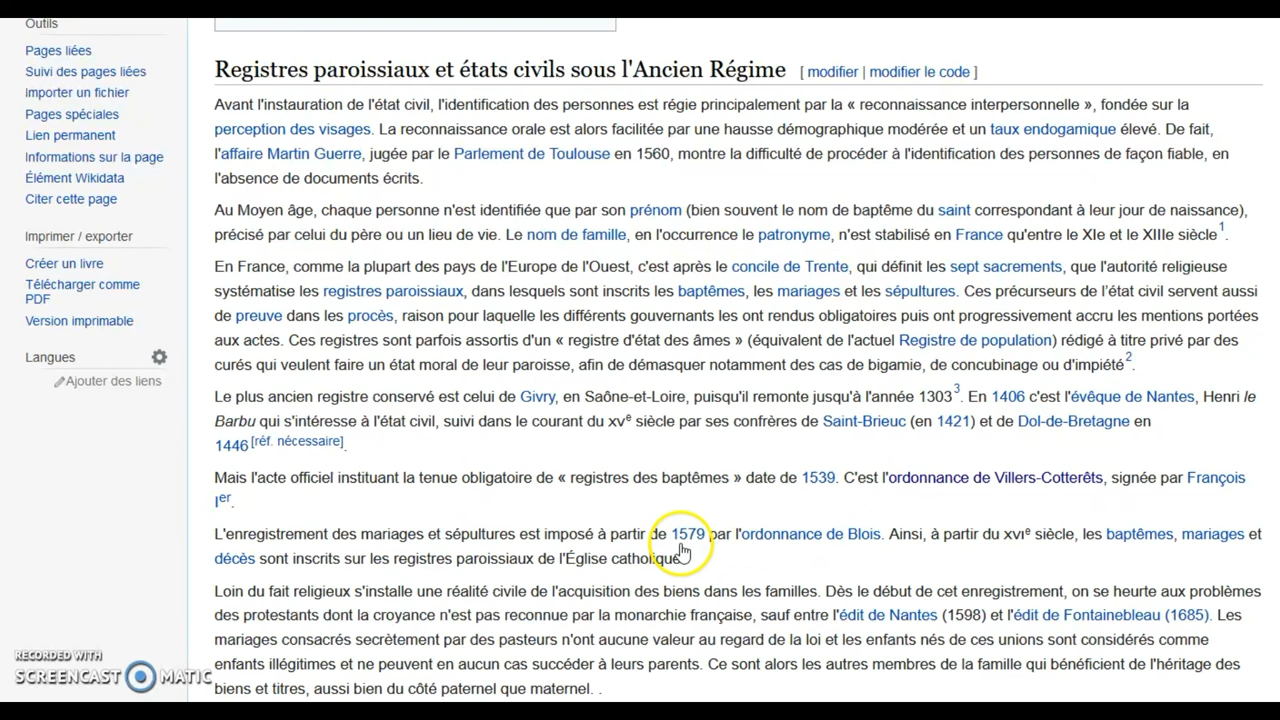 Outils
Pages liées
Suivi des pages liées
Importer un fichier
Pages spéciales
Lien permanent
Informations sur la page
Élément Wikidata
Citer cette page
Imprimer / exporter
Créer un livre
Télécharger comme
PDF
Version imprimable
Langues
Ajouter des liens
Registres paroissiaux et états civils sous l'Ancien Régime [ modifier | modifier le code ]
Avant l'instauration de l'état civil, l'identification des personnes est régie principalement par la « reconnaissance interpersonnelle », fondée sur la
perception des visages. La reconnaissance orale est alors facilitée par une hausse démographique modérée et un taux endogamique élevé. De fait,
l'affaire Martin Guerre, jugée par le Parlement de Toulouse en 1560, montre la difficulté de procéder à l'identification des personnes de façon fiable, en
l'absence de documents écrits.
Au Moyen âge, chaque personne n'est identifiée que par son prénom (bien souvent le nom de baptême du saint correspondant à leur jour de naissance),
précisé par celui du père ou un lieu de vie. Le nom de famille, en l'occurrence le patronyme, n'est stabilisé en France qu'entre le XIe et le XIIIe siècle 1.
En France, comme la plupart des pays de l'Europe de l'Ouest, c'est après le concile de Trente, qui définit les sept sacrements, que l'autorité religieuse
systématise les registres paroissiaux, dans lesquels sont inscrits les baptêmes, les mariages et les sépultures. Ces précurseurs de l'état civil servent aussi
de preuve dans les procès, raison pour laquelle les différents gouvernants les ont rendus obligatoires puis ont progressivement accru les mentions portées
aux actes. Ces registres sont parfois assortis d'un « registre d'état des âmes » (équivalent de l'actuel Registre de population) rédigé à titre privé par des
curés qui veulent faire un état moral de leur paroisse, afin de démasquer notamment des cas de bigamie, de concubinage ou d'impiété 2.
Le plus ancien registre conservé est celui de Givry, en Saône-et-Loire, puisqu'il remonte jusqu'à l'année 1303 3. En 1406 c'est l'évêque de Nantes, Henri le
Barbu qui s'intéresse à l'état civil, suivi dans le courant du XVe siècle par ses confrères de Saint-Brieuc (en 1421) et de Dol-de-Bretagne en
1446 [réf. nécessaire].
Mais l'acte officiel instituant la tenue obligatoire de « registres des baptêmes » date de 1539. C'est l'ordonnance de Villers-Cotterêts, signée par François
Ier.
L'enregistrement des mariages et sépultures est imposé à partir de 1579 par l'ordonnance de Blois. Ainsi, à partir du XVIe siècle, les baptêmes, mariages et
décès sont inscrits sur les registres paroissiaux de l'Église catholique
Loin du fait religieux s'installe une réalité civile de l'acquisition des biens dans les familles. Dès le début de cet enregistrement, on se heurte aux problèmes
des protestants dont la croyance n'est pas reconnue par la monarchie française, sauf entre l'édit de Nantes (1598) et l'édit de Fontainebleau (1685). Les
mariages consacrés secrètement par des pasteurs n'ont aucune valeur au regard de la loi et les enfants nés de ces unions sont considérés comme
enfants illégitimes et ne peuvent en aucun cas succéder à leurs parents. Ce sont alors les autres membres de la famille qui bénéficient de l'héritage des
biens et titres, aussi bien du côté paternel que maternel. .
RECORDED WITH
SCREENCAST MATIC